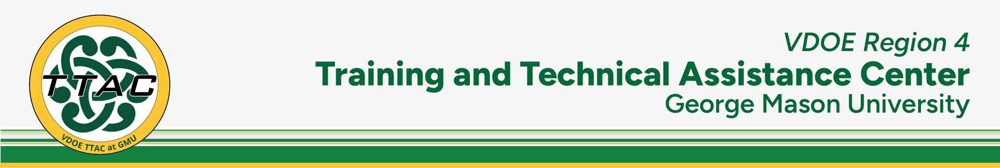 TTAC
VDOE TTAC at GMU
VDOE Region 4
Training and Technical Assistance Center
George Mason University